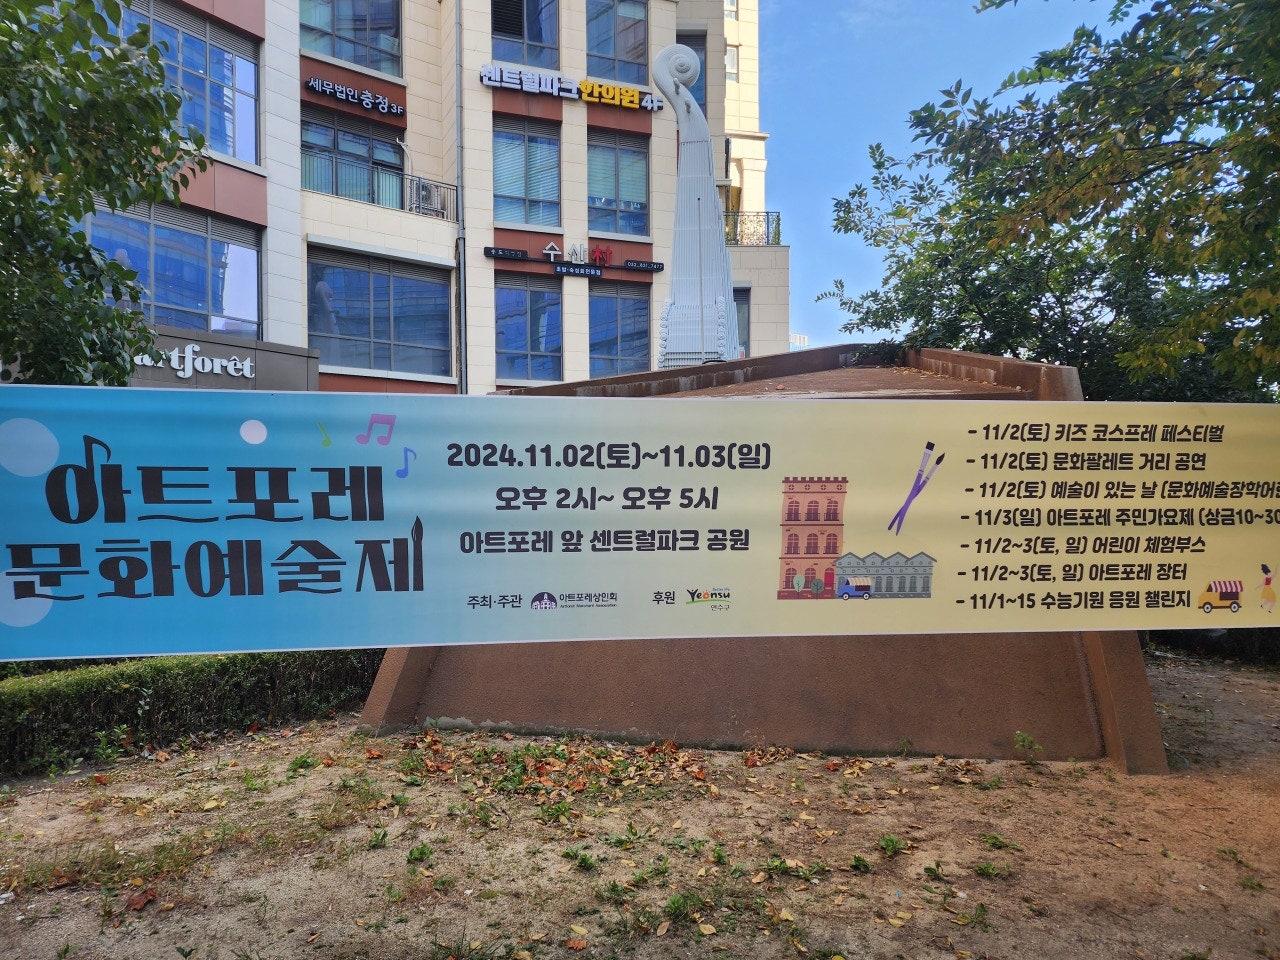 세무법인 충정 3F
센트럴파크한의원 4F
수산村
artforêt
아트포레
문화예술제
2024.11.02(토)~11.03(일)
오후 2시~ 오후 5시
아트포레 앞 센트럴파크 공원
주최·주관 아트포레상인회
후원 Yeonsu
연수구
- 11/2(토) 키즈 코스프레 페스티벌
- 11/2(토) 문화팔레트 거리 공연
- 11/2(토) 예술이 있는 날 (문화예술장학어린
- 11/3(일) 아트포레 주민가요제 (상금10~30
- 11/2~3(토, 일) 어린이 체험부스
- 11/2~3(토, 일) 아트포레 장터
- 11/1~15 수능기원 응원 챌린지